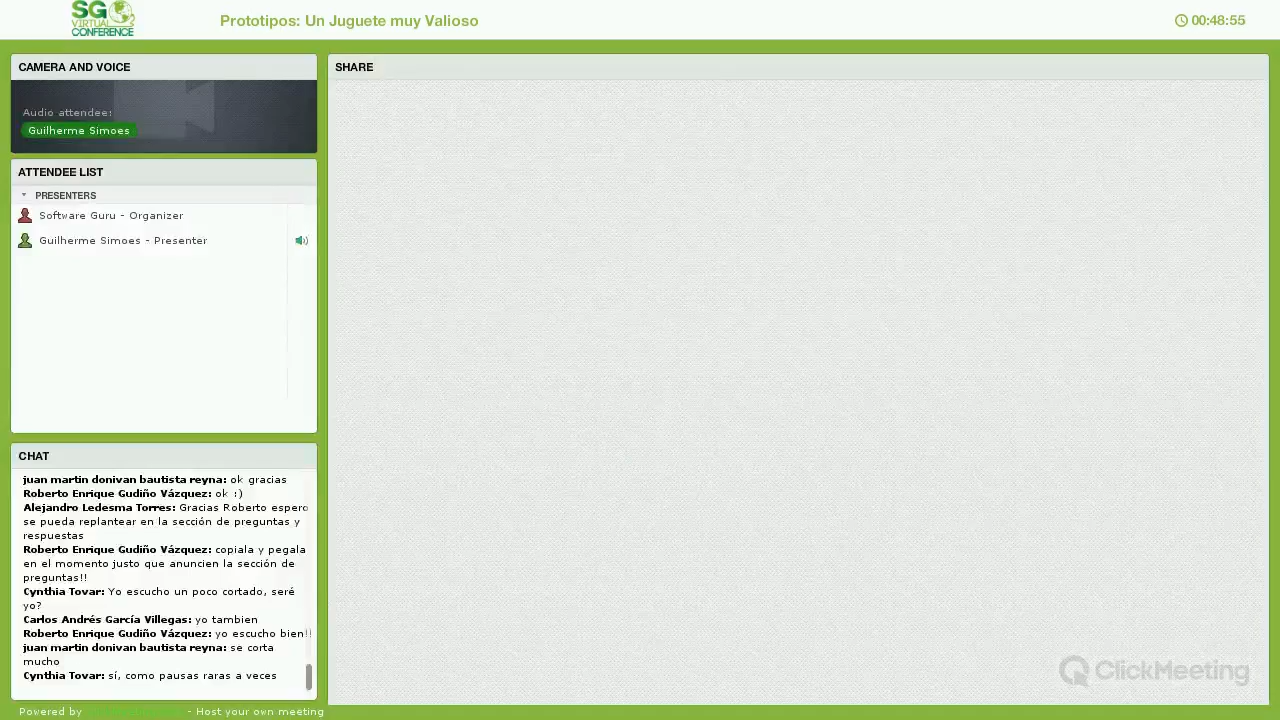 SG
VIRTUAL
CONFERENCE
Prototipos: Un Juguete muy Valioso
00:48:55
CAMERA AND VOICE
Audio attendee:
Guilherme Simoes
ATTENDEE LIST
PRESENTERS
Software Guru - Organizer
Guilherme Simoes - Presenter
CHAT
juan martin donivan bautista reyna: ok gracias
Roberto Enrique Gudiño Vázquez: ok :)
Alejandro Ledesma Torres: Gracias Roberto espero
se pueda replantear en la sección de preguntas y
respuestas
Roberto Enrique Gudiño Vázquez: copiala y pegala
en el momento justo que anuncien la sección de
preguntas!!
Cynthia Tovar: Yo escucho un poco cortado, seré
yo?
Carlos Andrés García Villegas: yo tambien
Roberto Enrique Gudiño Vázquez: yo escucho bien!!
juan martin donivan bautista reyna: se corta
mucho
Cynthia Tovar: sí, como pausas raras a veces
SHARE
ClickMeeting
Powered by - Host your own meeting